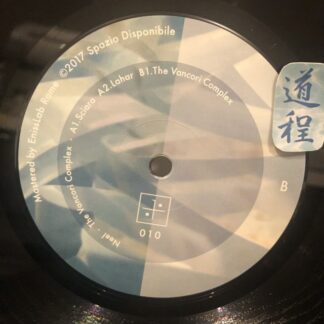 Mastered by EnissLab Rome ©2017 Spazio Disponibile
Neel - The Vancori Complex A1.Sciara A2.Lahar B1.The Vancori Complex
道程
B
010